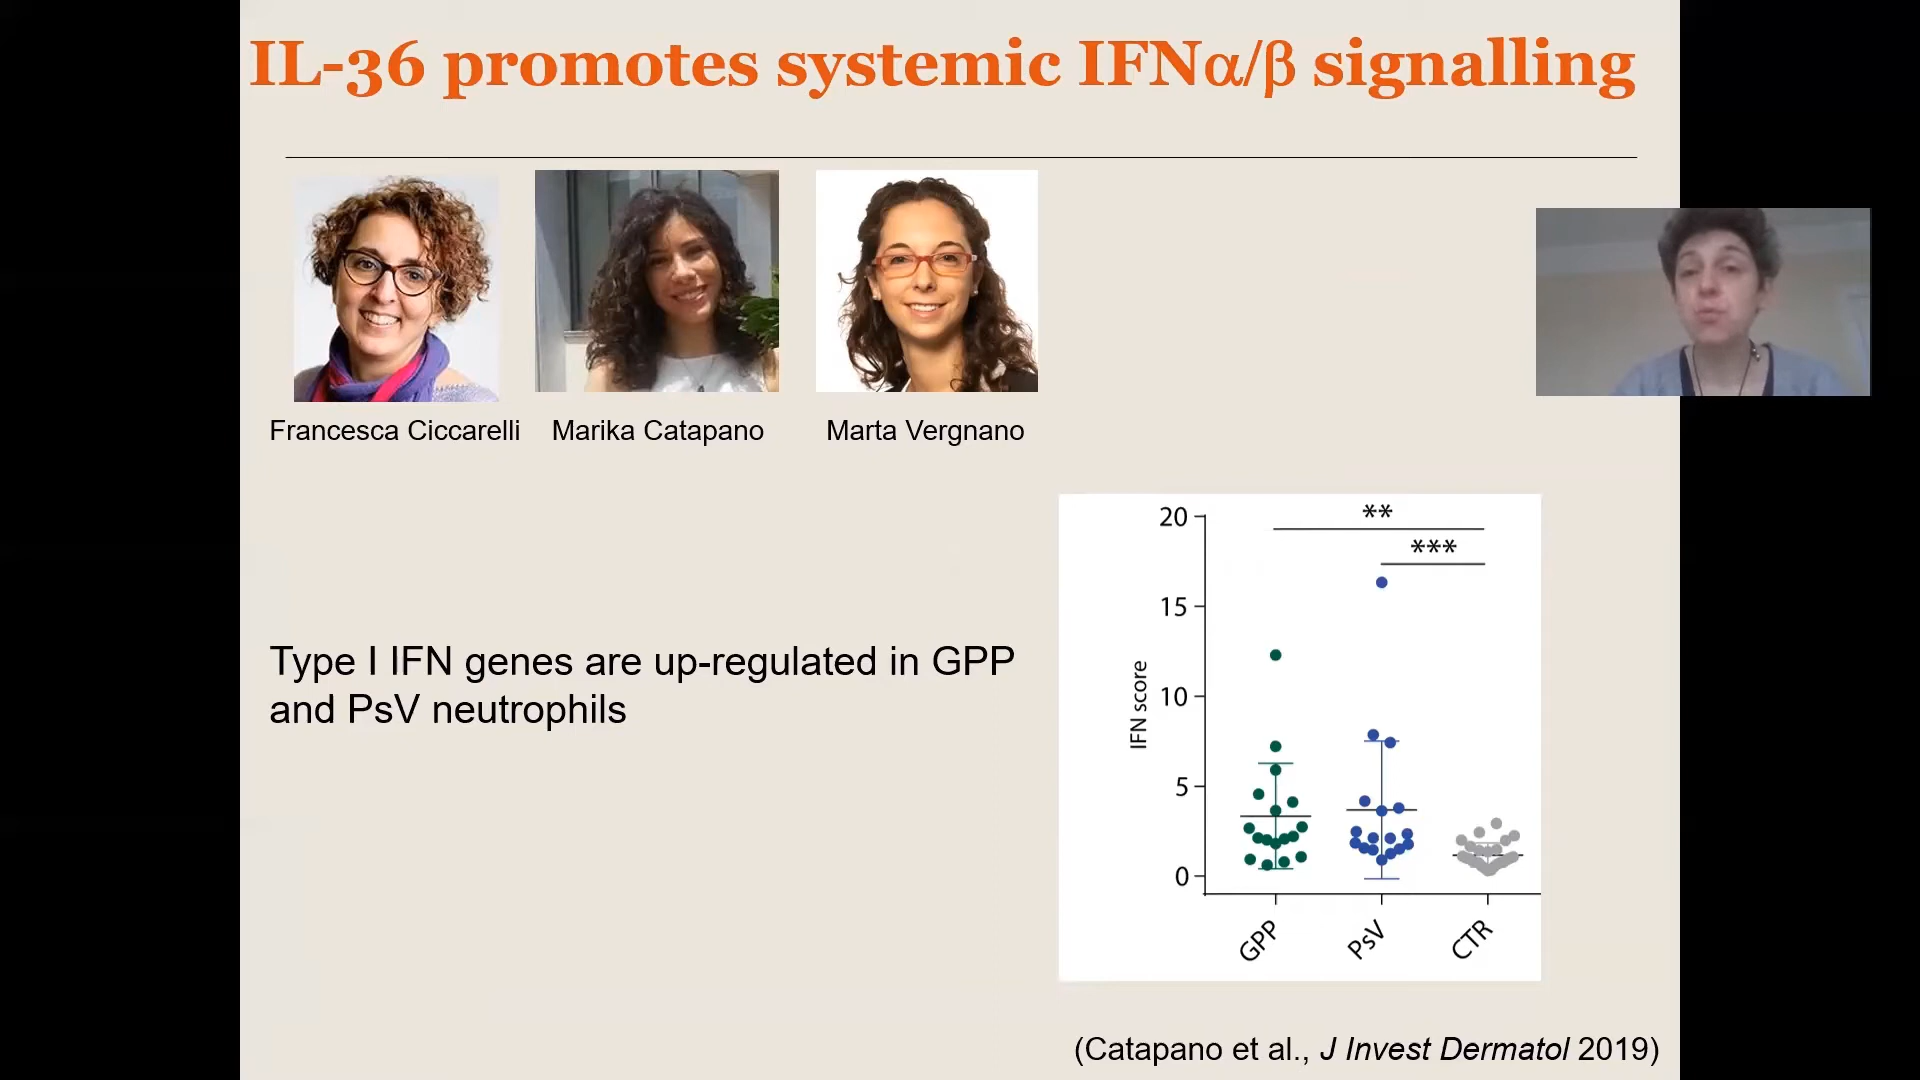 IL-36 promotes systemic IFNα/β signalling
Francesca Ciccarelli
Marika Catapano
Marta Vergnano
Type I IFN genes are up-regulated in GPP
and PsV neutrophils
**
***
20
15
10
5
0
IFN score
GPP
PsV
CTR
(Catapano et al., J Invest Dermatol 2019)